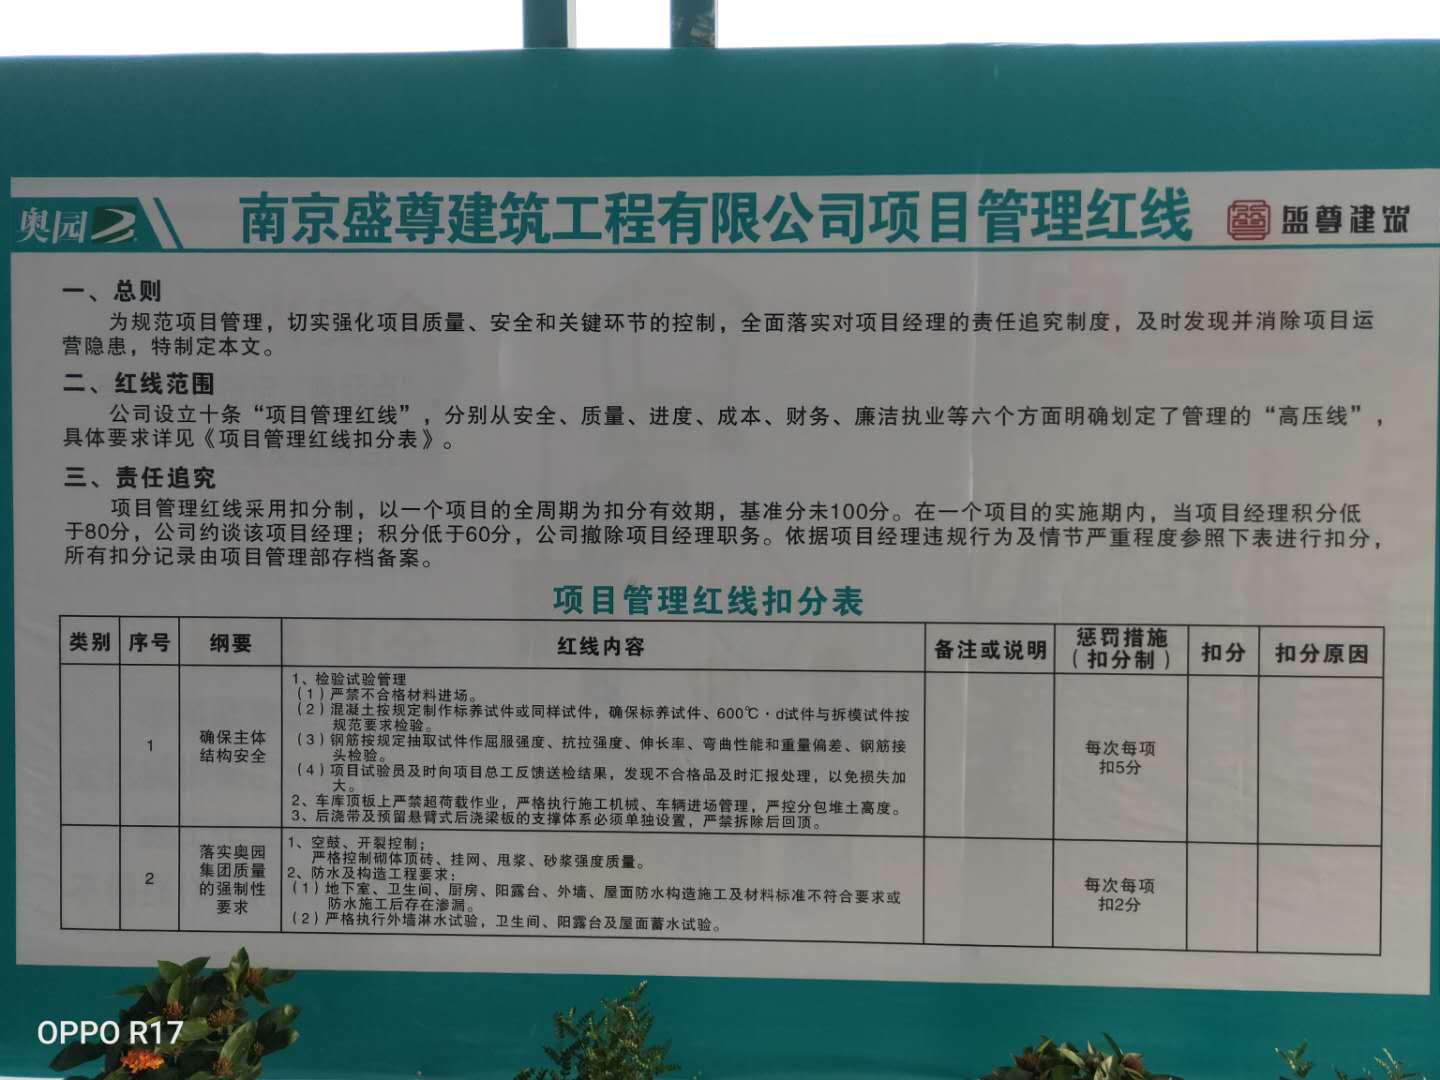 奥园
南京盛尊建筑工程有限公司项目管理红线
盛尊建筑
一、总则
为规范项目管理，切实强化项目质量、安全和关键环节的控制，全面落实对项目经理的责任追究制度，及时发现并消除项目运
营隐患，特制定本文。
二、红线范围
公司设立十条“项目管理红线”，分别从安全、质量、进度、成本、财务、廉洁执业等六个方面明确划定了管理的“高压线”，
具体要求详见《项目管理红线扣分表》。
三、责任追究
项目管理红线采用扣分制，以一个项目的全周期为扣分有效期，基准分未100分。在一个项目的实施期内，当项目经理积分低
于80分，公司约谈该项目经理；积分低于60分，公司撤除项目经理职务。依据项目经理违规行为及情节严重程度参照下表进行扣分，
所有扣分记录由项目管理部存档备案。
项目管理红线扣分表
类别 序号 纲要 红线内容 备注或说明 惩罚措施（扣分制） 扣分 扣分原因
1
确保主体
结构安全
1、检验试验管理
（1）严禁不合格材料进场。
（2）混凝土按规定制作标养试件或同样试件，确保标养试件、600℃·d试件与拆模试件按
规范要求检验。
（3）钢筋按规定抽取试件作屈服强度、抗拉强度、伸长率、弯曲性能和重量偏差、钢筋接
头检验。
（4）项目试验员及时向项目总工反馈送检结果，发现不合格品及时汇报处理，以免损失加
大。
2、车库顶板上严禁超荷载作业，严格执行施工机械、车辆进场管理，严控分包堆土高度。
3、后浇带及预留悬臂式后浇梁板的支撑体系必须单独设置，严禁拆除后回顶。
每次每项
扣5分
2
落实奥园
集团质量
的强制性
要求
1、空鼓、开裂控制；
严格控制砌体顶砖、挂网、甩浆、砂浆强度质量。
2、防水及构造工程要求：
（1）地下室、卫生间、厨房、阳露台、外墙、屋面防水构造施工及材料标准不符合要求或
防水施工后存在渗漏。
（2）严格执行外墙淋水试验，卫生间、阳露台及屋面蓄水试验。
每次每项
扣2分
OPPO R17